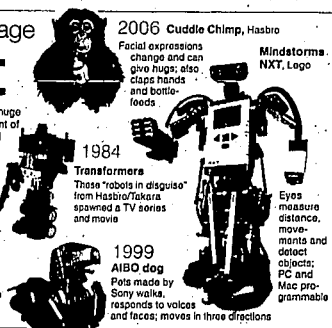 age
2006 Cuddle Chimp, Hasbro
Facial expressions
change and can
give hugs; also
claps hands
and bottle-
feeds
Mindstorms
NXT, Lego
huge
nt of
1984
Transformers
These "robots in disguise"
from Hasbro/Takara
spawned a TV series
and movie
1999
AIBO dog
Pets made by
Sony walks,
responds to voices
and faces; moves in three directions
Eyes
measure
distance,
move-
ments and
detect
objects;
PC and
Mac pro-
grammable